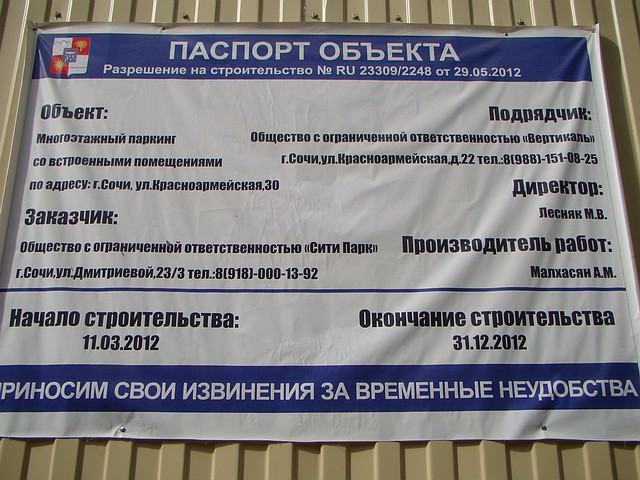 ПАСПОРТ ОБЪЕКТА
Разрешение на строительство № RU 23309/2248 от 29.05.2012
Объект:
Многоэтажный паркинг
со встроенными помещениями
по адресу: г.Сочи, ул.Красноармейская,30
Заказчик:
Общество с ограниченной ответственностью «Сити Парк»
г.Сочи,ул.Дмитриевой,23/3 тел.:8(918)-000-13-92
Подрядчик:
Общество с ограниченной ответственностью «Вертикаль»
г.Сочи,ул.Красноармейская,д.22 тел.:8(988)-151-08-25
Директор:
Лесняк М.В.
Производитель работ:
Малхасян А.М.
Начало строительства:
11.03.2012
Окончание строительства
31.12.2012
РИНОСИМ СВОИ ИЗВИНЕНИЯ ЗА ВРЕМЕННЫЕ НЕУДОБСТВА